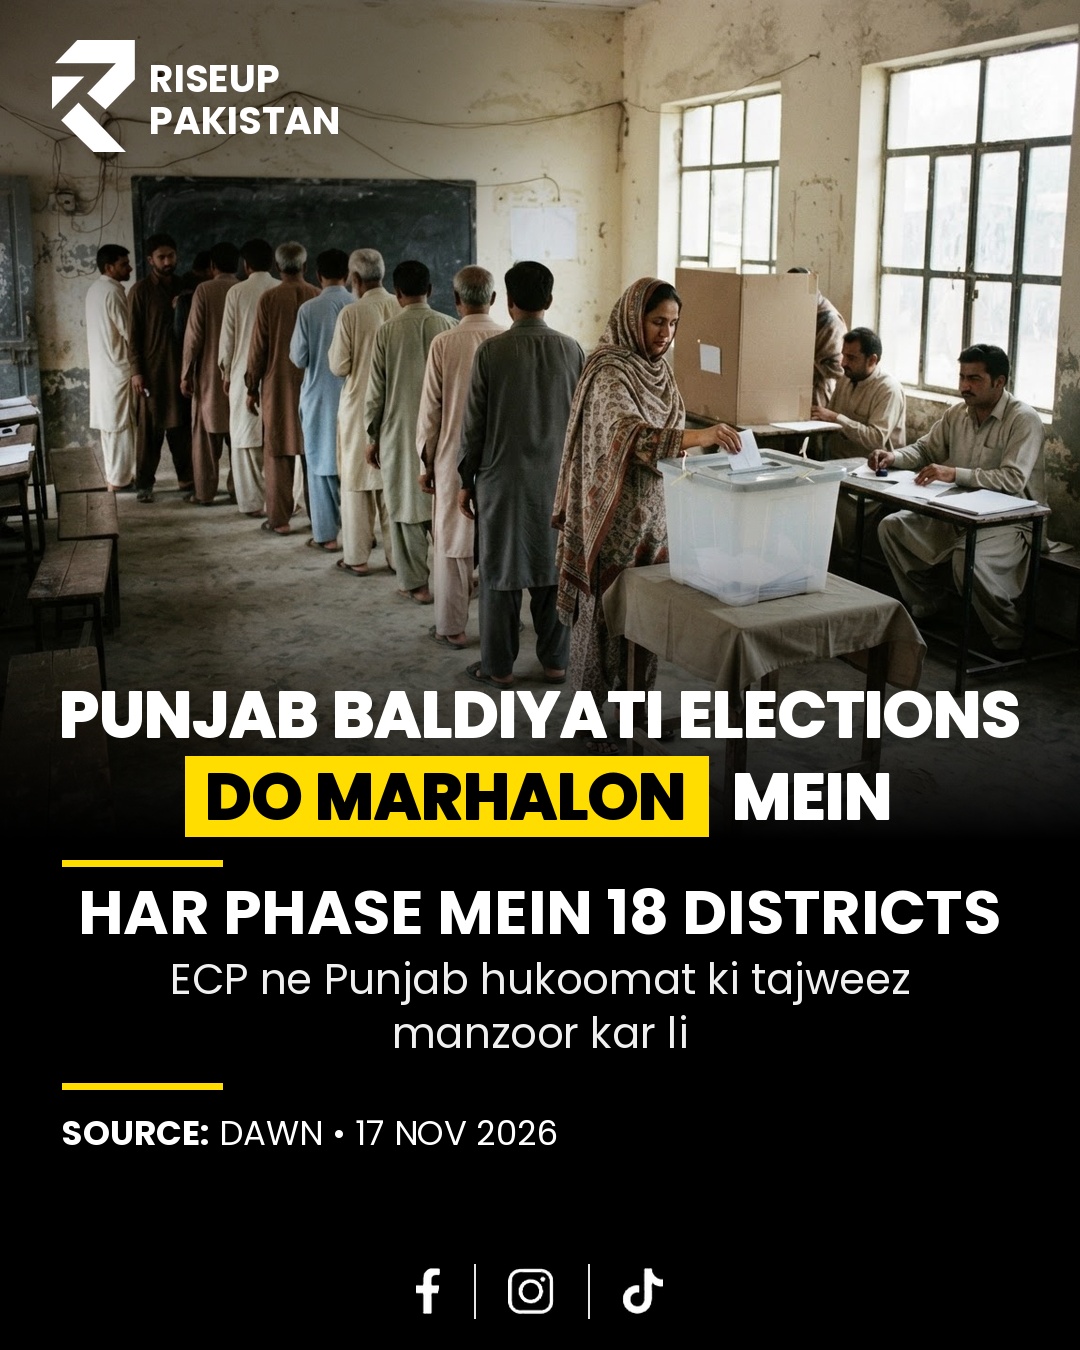 RISEUP
PAKISTAN
PUNJAB BALDIYATI ELECTIONS
DO MARHALON MEIN
HAR PHASE MEIN 18 DISTRICTS
ECP ne Punjab hukoomat ki tajweez
manzoor kar li
SOURCE: DAWN • 17 NOV 2026